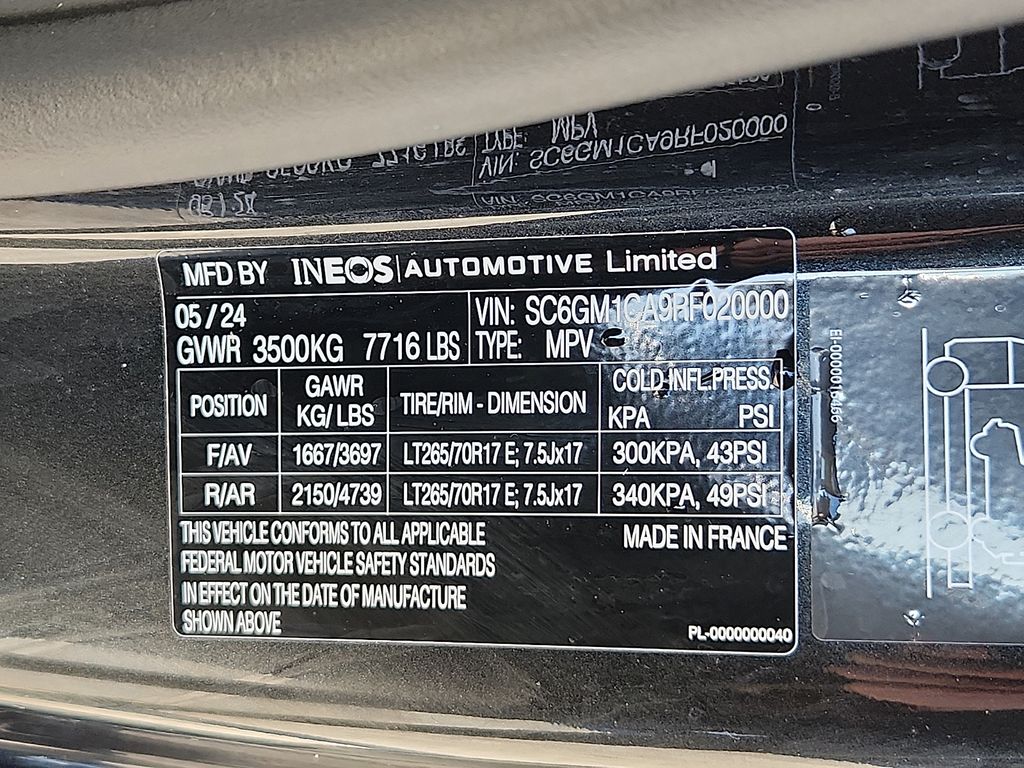 MFD BY INEOS | AUTOMOTIVE Limited
05 / 24
GVWR 3500KG 7716 LBS
VIN: SC6GM1CA9RF020000
TYPE: MPV
POSITION GAWR KG/ LBS TIRE/RIM - DIMENSION COLD INFL.PRESS. KPA PSI
F/AV 1667/3697 LT265/70R17 E; 7.5Jx17 300KPA, 43PSI
R/AR 2150/4739 LT265/70R17 E; 7.5Jx17 340KPA, 49PSI
THIS VEHICLE CONFORMS TO ALL APPLICABLE
FEDERAL MOTOR VEHICLE SAFETY STANDARDS
IN EFFECT ON THE DATE OF MANUFACTURE
SHOWN ABOVE
MADE IN FRANCE
PL-0000000040